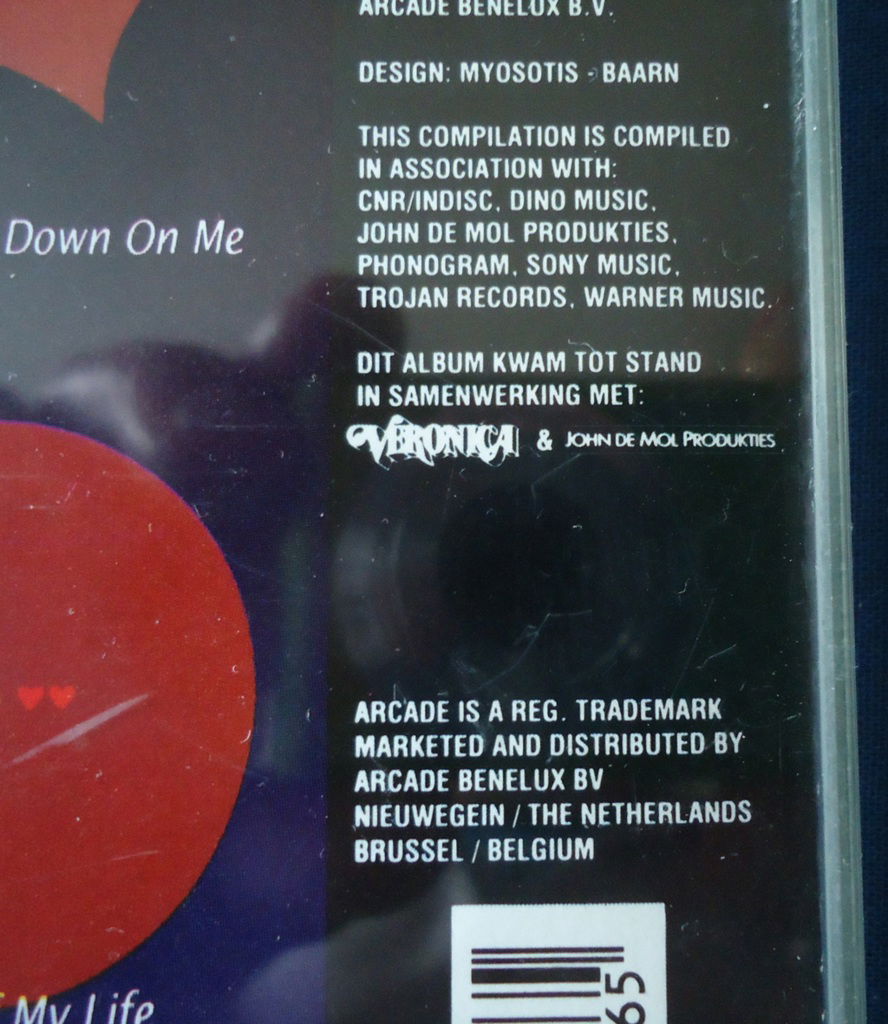 ARCADE BENELUX B.V.
DESIGN: MYOSOTIS - BAARN
THIS COMPILATION IS COMPILED
IN ASSOCIATION WITH:
CNR/INDISC, DINO MUSIC,
JOHN DE MOL PRODUKTIES,
PHONOGRAM, SONY MUSIC,
TROJAN RECORDS, WARNER MUSIC.
DIT ALBUM KWAM TOT STAND
IN SAMENWERKING MET:
VERONICA & JOHN DE MOL PRODUKTIES
ARCADE IS A REG. TRADEMARK
MARKETED AND DISTRIBUTED BY
ARCADE BENELUX BV
NIEUWEGEIN / THE NETHERLANDS
BRUSSEL / BELGIUM
65
Down On Me
My Life